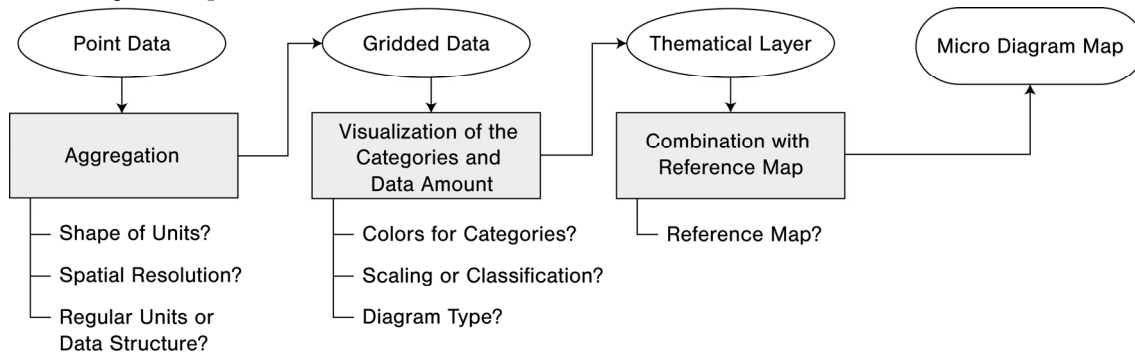 Point Data
Gridded Data
Thematical Layer
Micro Diagram Map
Aggregation
Visualization of the
Categories and
Data Amount
Combination with
Reference Map
Shape of Units?
Spatial Resolution?
Regular Units or
Data Structure?
Colors for Categories?
Scaling or Classification?
Diagram Type?
Reference Map?